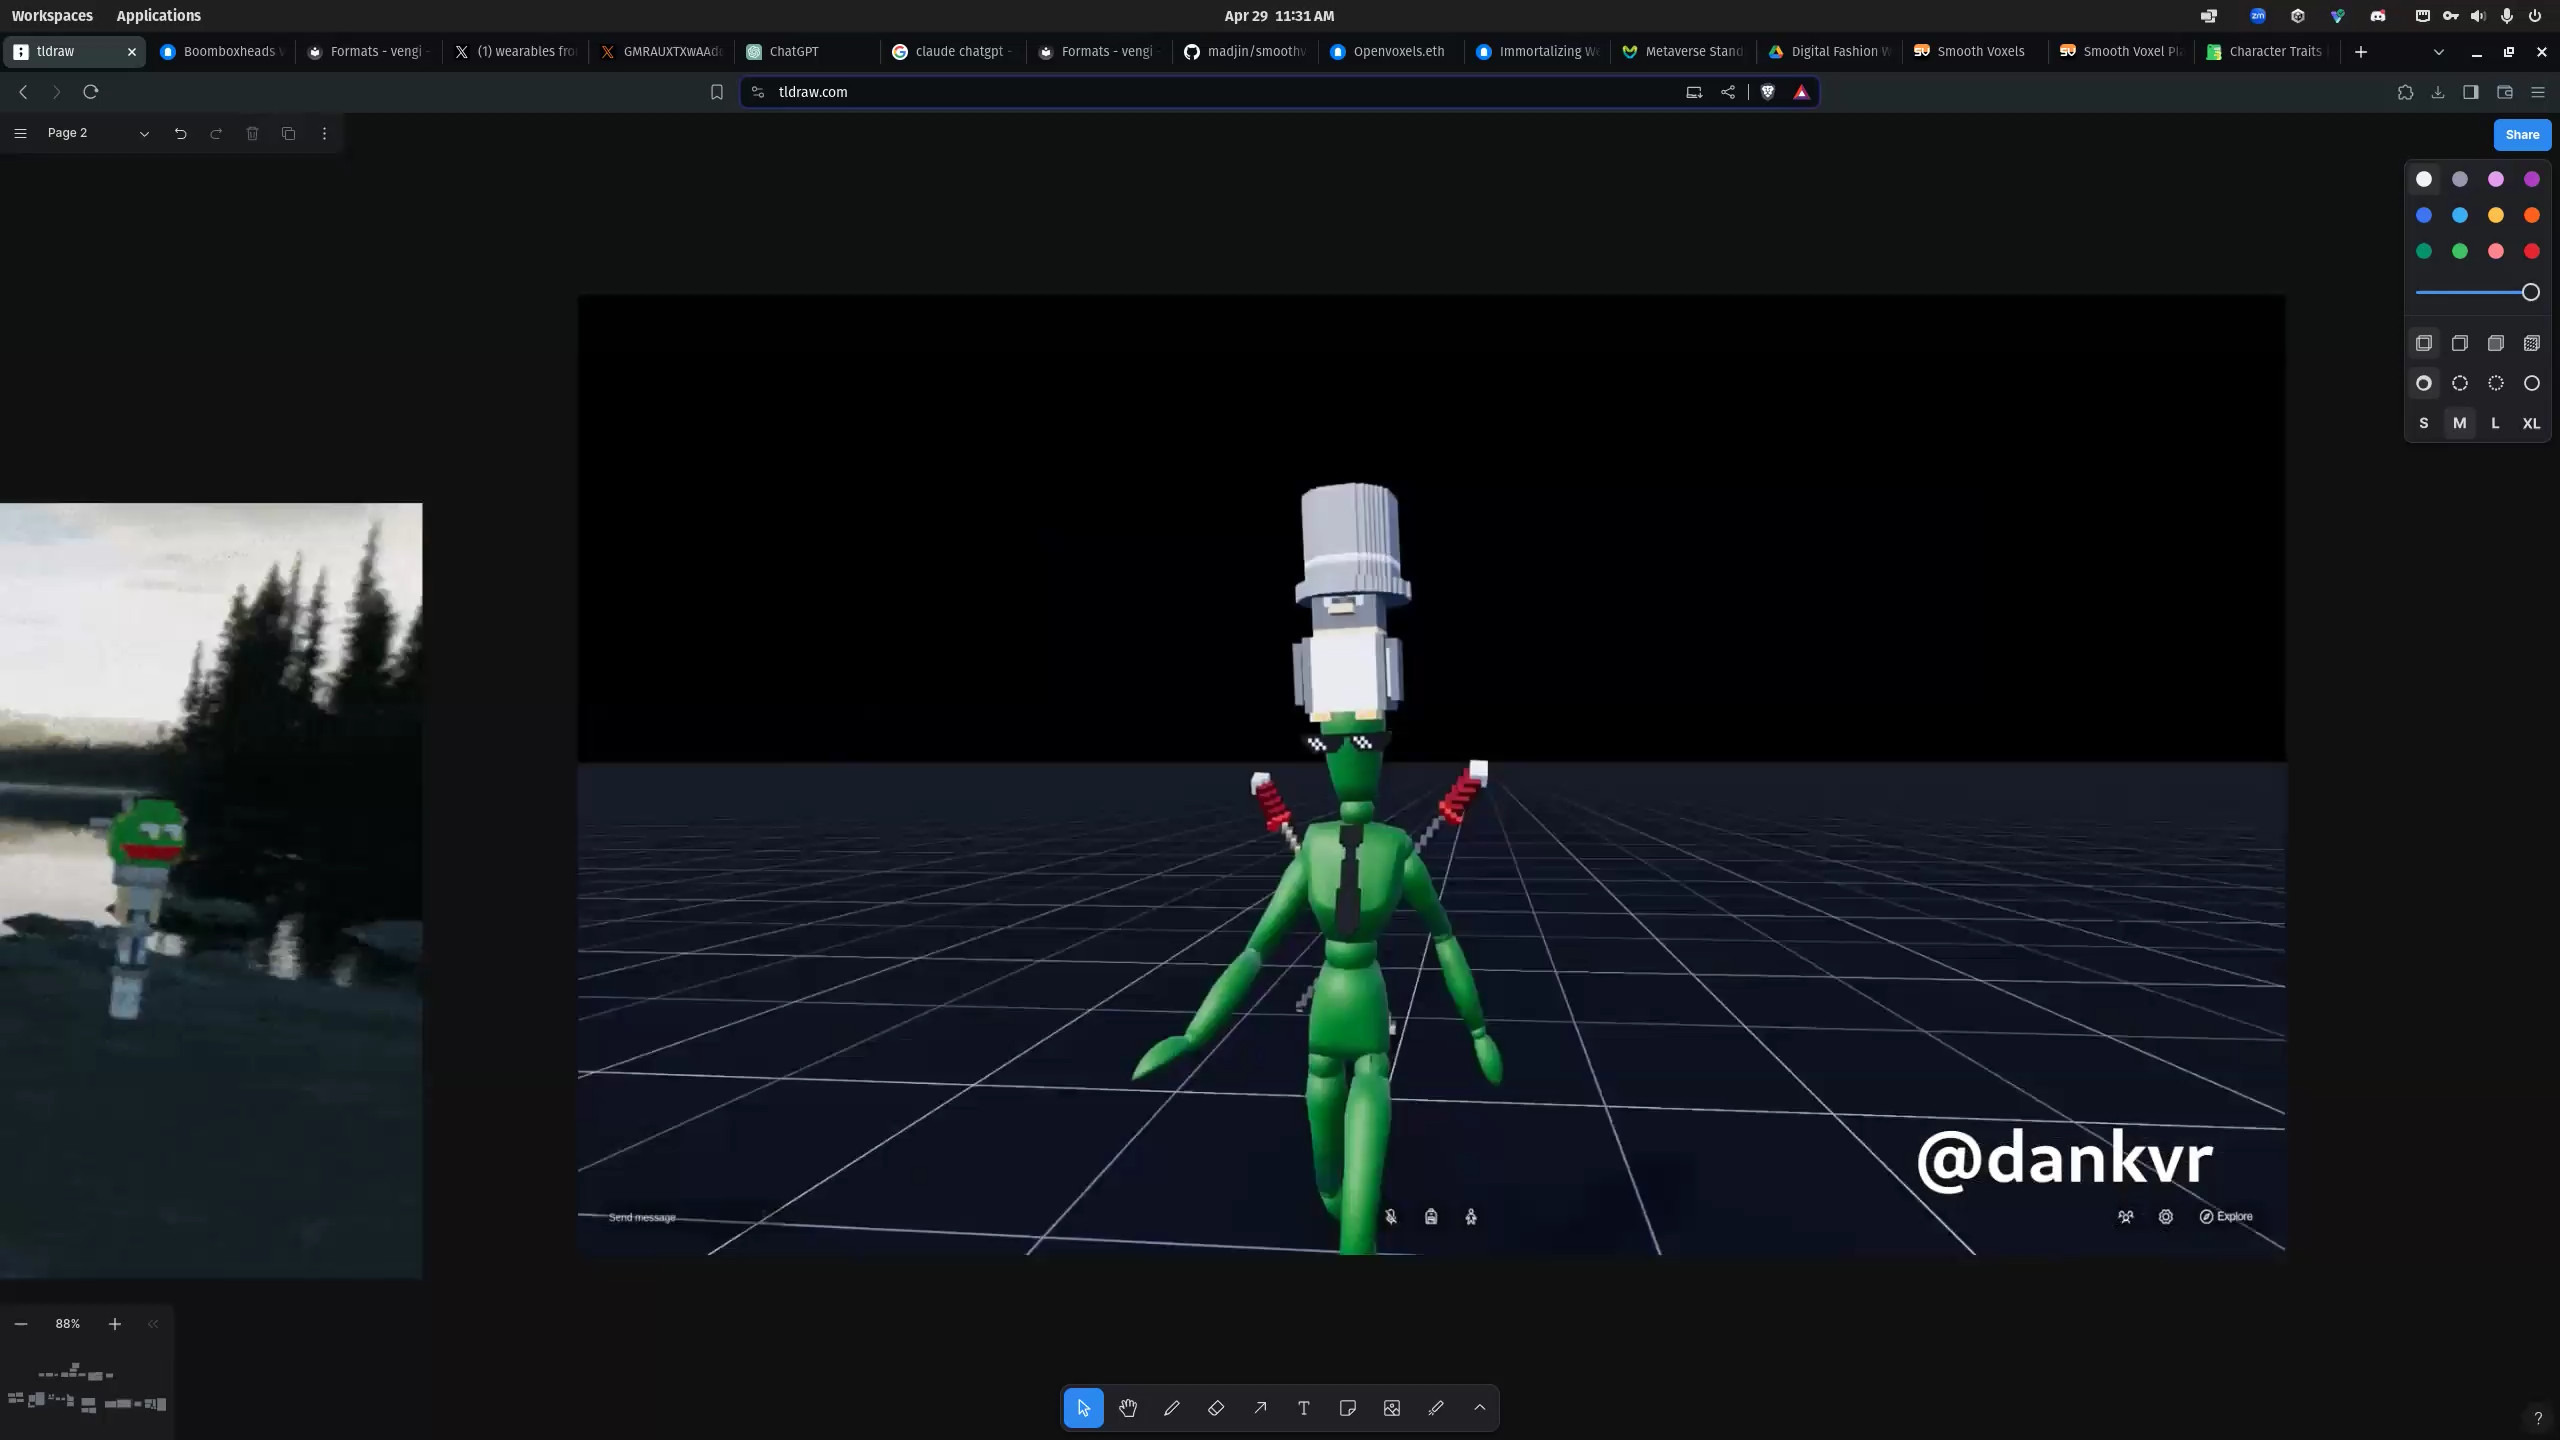 Workspaces Applications Apr 29 11:31 AM
tldraw Boomboxheads Formats - vengi - (1) wearables fro GMRAUXTXwAAd ChatGPT claude chatgpt - Formats - vengi - madjin/smoothv Openvoxels.eth Immortalizing We Metaverse Stand Digital Fashion W Smooth Voxels Smooth Voxel Pl Character Traits
tldraw.com
Page 2
Share
S M L XL
@dankvr
Send message
Explore
88%
?